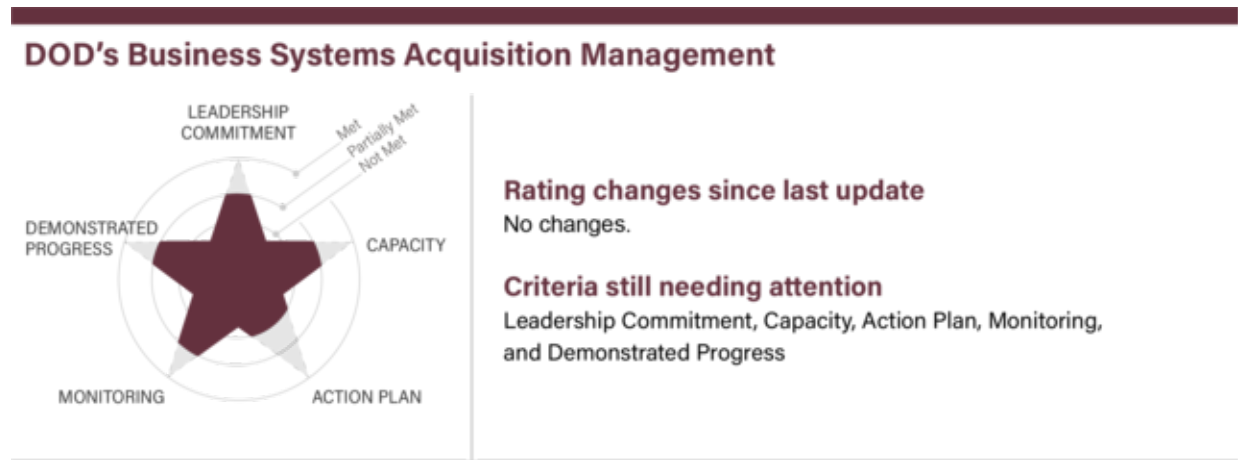 DOD’s Business Systems Acquisition Management
LEADERSHIP
COMMITMENT
Met
Partially Met
Not Met
DEMONSTRATED
PROGRESS
CAPACITY
MONITORING
ACTION PLAN
Rating changes since last update
No changes.
Criteria still needing attention
Leadership Commitment, Capacity, Action Plan, Monitoring,
and Demonstrated Progress